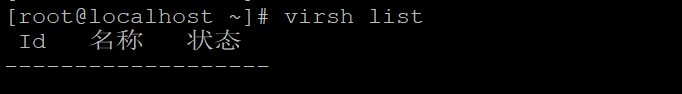 [root@localhost ~]# virsh list
Id 名称 状态
--------------------